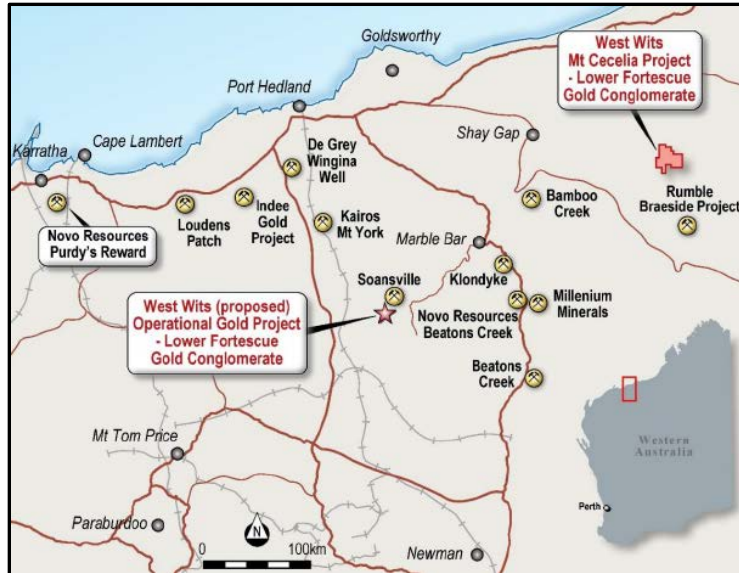 Goldsworthy
West Wits
Mt Cecelia Project
- Lower Fortescue
Gold Conglomerate
Port Hedland
Shay Gap
Cape Lambert
Karratha
De Grey
Wingina
Well
Novo Resources
Purdy's Reward
Loudens
Patch
Indee
Gold
Project
Kairos
Mt York
Bamboo
Creek
Rumble
Braeside Project
Marble Bar
Soansville
Klondyke
West Wits (proposed)
Operational Gold Project
- Lower Fortescue
Gold Conglomerate
Novo Resources
Beatons Creek
Millenium
Minerals
Beatons
Creek
Mt Tom Price
Western
Australia
Perth
Paraburdoo
N
0 100km
Newman